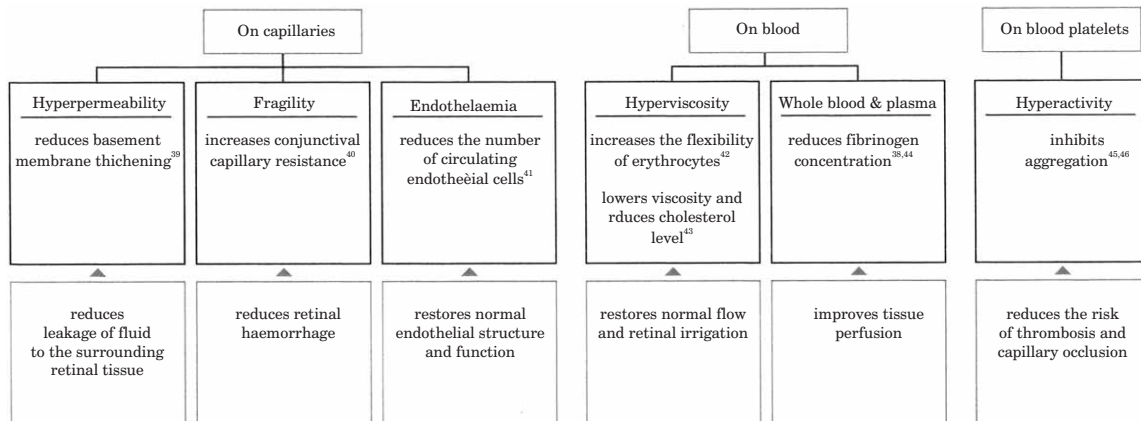 On capillaries
On blood
On blood platelets
Hyperpermeability
reduces basement
membrane thichening39
Fragility
increases conjunctival
capillary resistance40
Endothelaemia
reduces the number
of circulating
endotheèial cells41
Hyperviscosity
increases the flexibility
of erythrocytes42
lowers viscosity and
rduces cholesterol
level43
Whole blood & plasma
reduces fibrinogen
concentration38,44
Hyperactivity
inhibits
aggregation45,46
reduces
leakage of fluid
to the surrounding
retinal tissue
reduces retinal
haemorrhage
restores normal
endothelial structure
and function
restores normal flow
and retinal irrigation
improves tissue
perfusion
reduces the risk
of thrombosis and
capillary occlusion